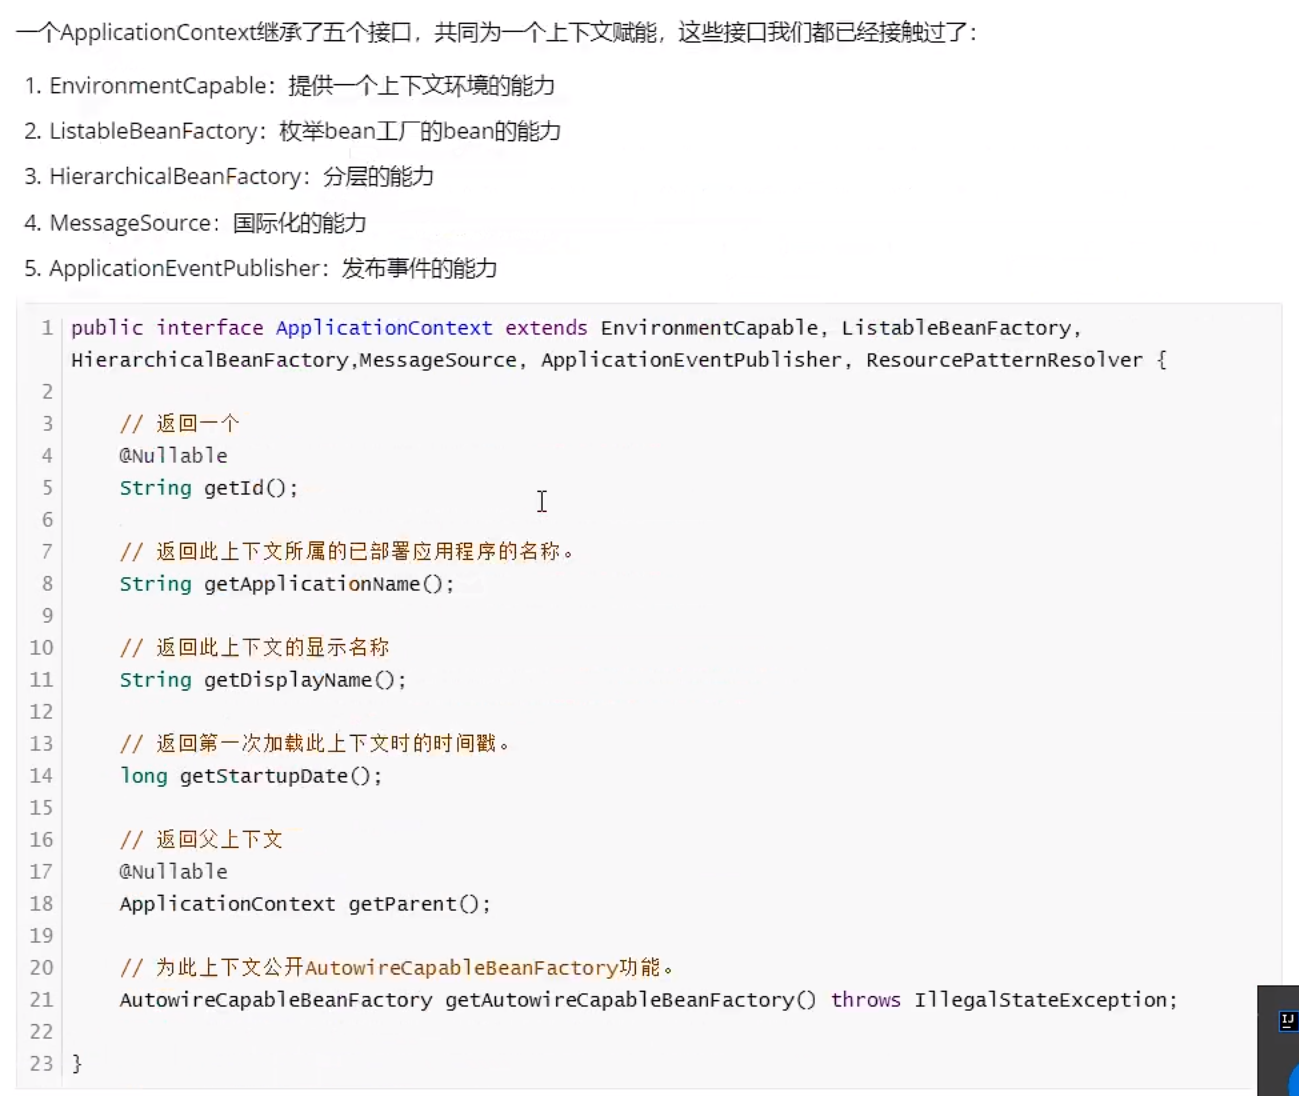 一个ApplicationContext继承了五个接口，共同为一个上下文赋能，这些接口我们都已经接触过了：
1. EnvironmentCapable：提供一个上下文环境的能力
2. ListableBeanFactory：枚举bean工厂的bean的能力
3. HierarchicalBeanFactory：分层的能力
4. MessageSource：国际化的能力
5. ApplicationEventPublisher：发布事件的能力
1 public interface ApplicationContext extends EnvironmentCapable, ListableBeanFactory,
HierarchicalBeanFactory,MessageSource, ApplicationEventPublisher, ResourcePatternResolver {
2
3 // 返回一个
4 @Nullable
5 String getId();
6
7 // 返回此上下文所属的已部署应用程序的名称。
8 String getApplicationName();
9
10 // 返回此上下文的显示名称
11 String getDisplayName();
12
13 // 返回第一次加载此上下文时的时间戳。
14 long getStartupDate();
15
16 // 返回父上下文
17 @Nullable
18 ApplicationContext getParent();
19
20 // 为此上下文公开AutowireCapableBeanFactory功能。
21 AutowireCapableBeanFactory getAutowireCapableBeanFactory() throws IllegalStateException;
22
23 }
IJ